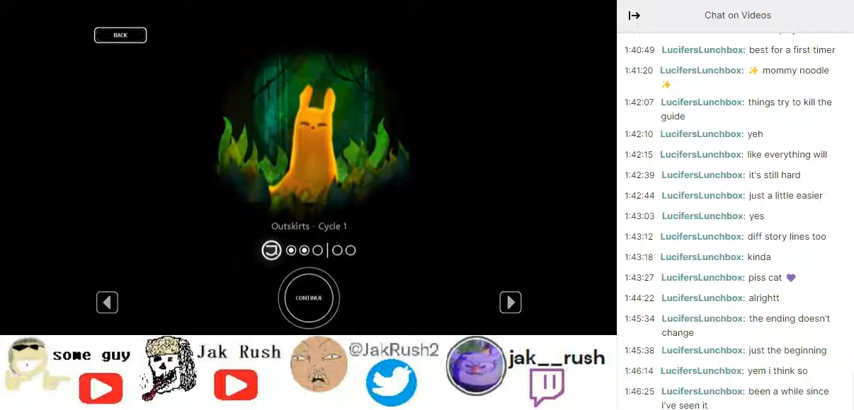 BACK
Outskirts - Cycle 1
CONTINUE
some guy
Jak Rush
@JakRush2
jak__rush
Chat on Videos
1:40:49 LucifersLunchbox: best for a first timer
1:41:20 LucifersLunchbox: ✨ mommy noodle
✨
1:42:07 LucifersLunchbox: things try to kill the
guide
1:42:10 LucifersLunchbox: yeh
1:42:15 LucifersLunchbox: like everything will
1:42:39 LucifersLunchbox: it's still hard
1:42:44 LucifersLunchbox: just a little easier
1:43:03 LucifersLunchbox: yes
1:43:12 LucifersLunchbox: diff story lines too
1:43:18 LucifersLunchbox: kinda
1:43:27 LucifersLunchbox: piss cat 💜
1:44:22 LucifersLunchbox: alrightt
1:45:34 LucifersLunchbox: the ending doesn't
change
1:45:38 LucifersLunchbox: just the beginning
1:46:14 LucifersLunchbox: yem i think so
1:46:25 LucifersLunchbox: been a while since
I've seen it